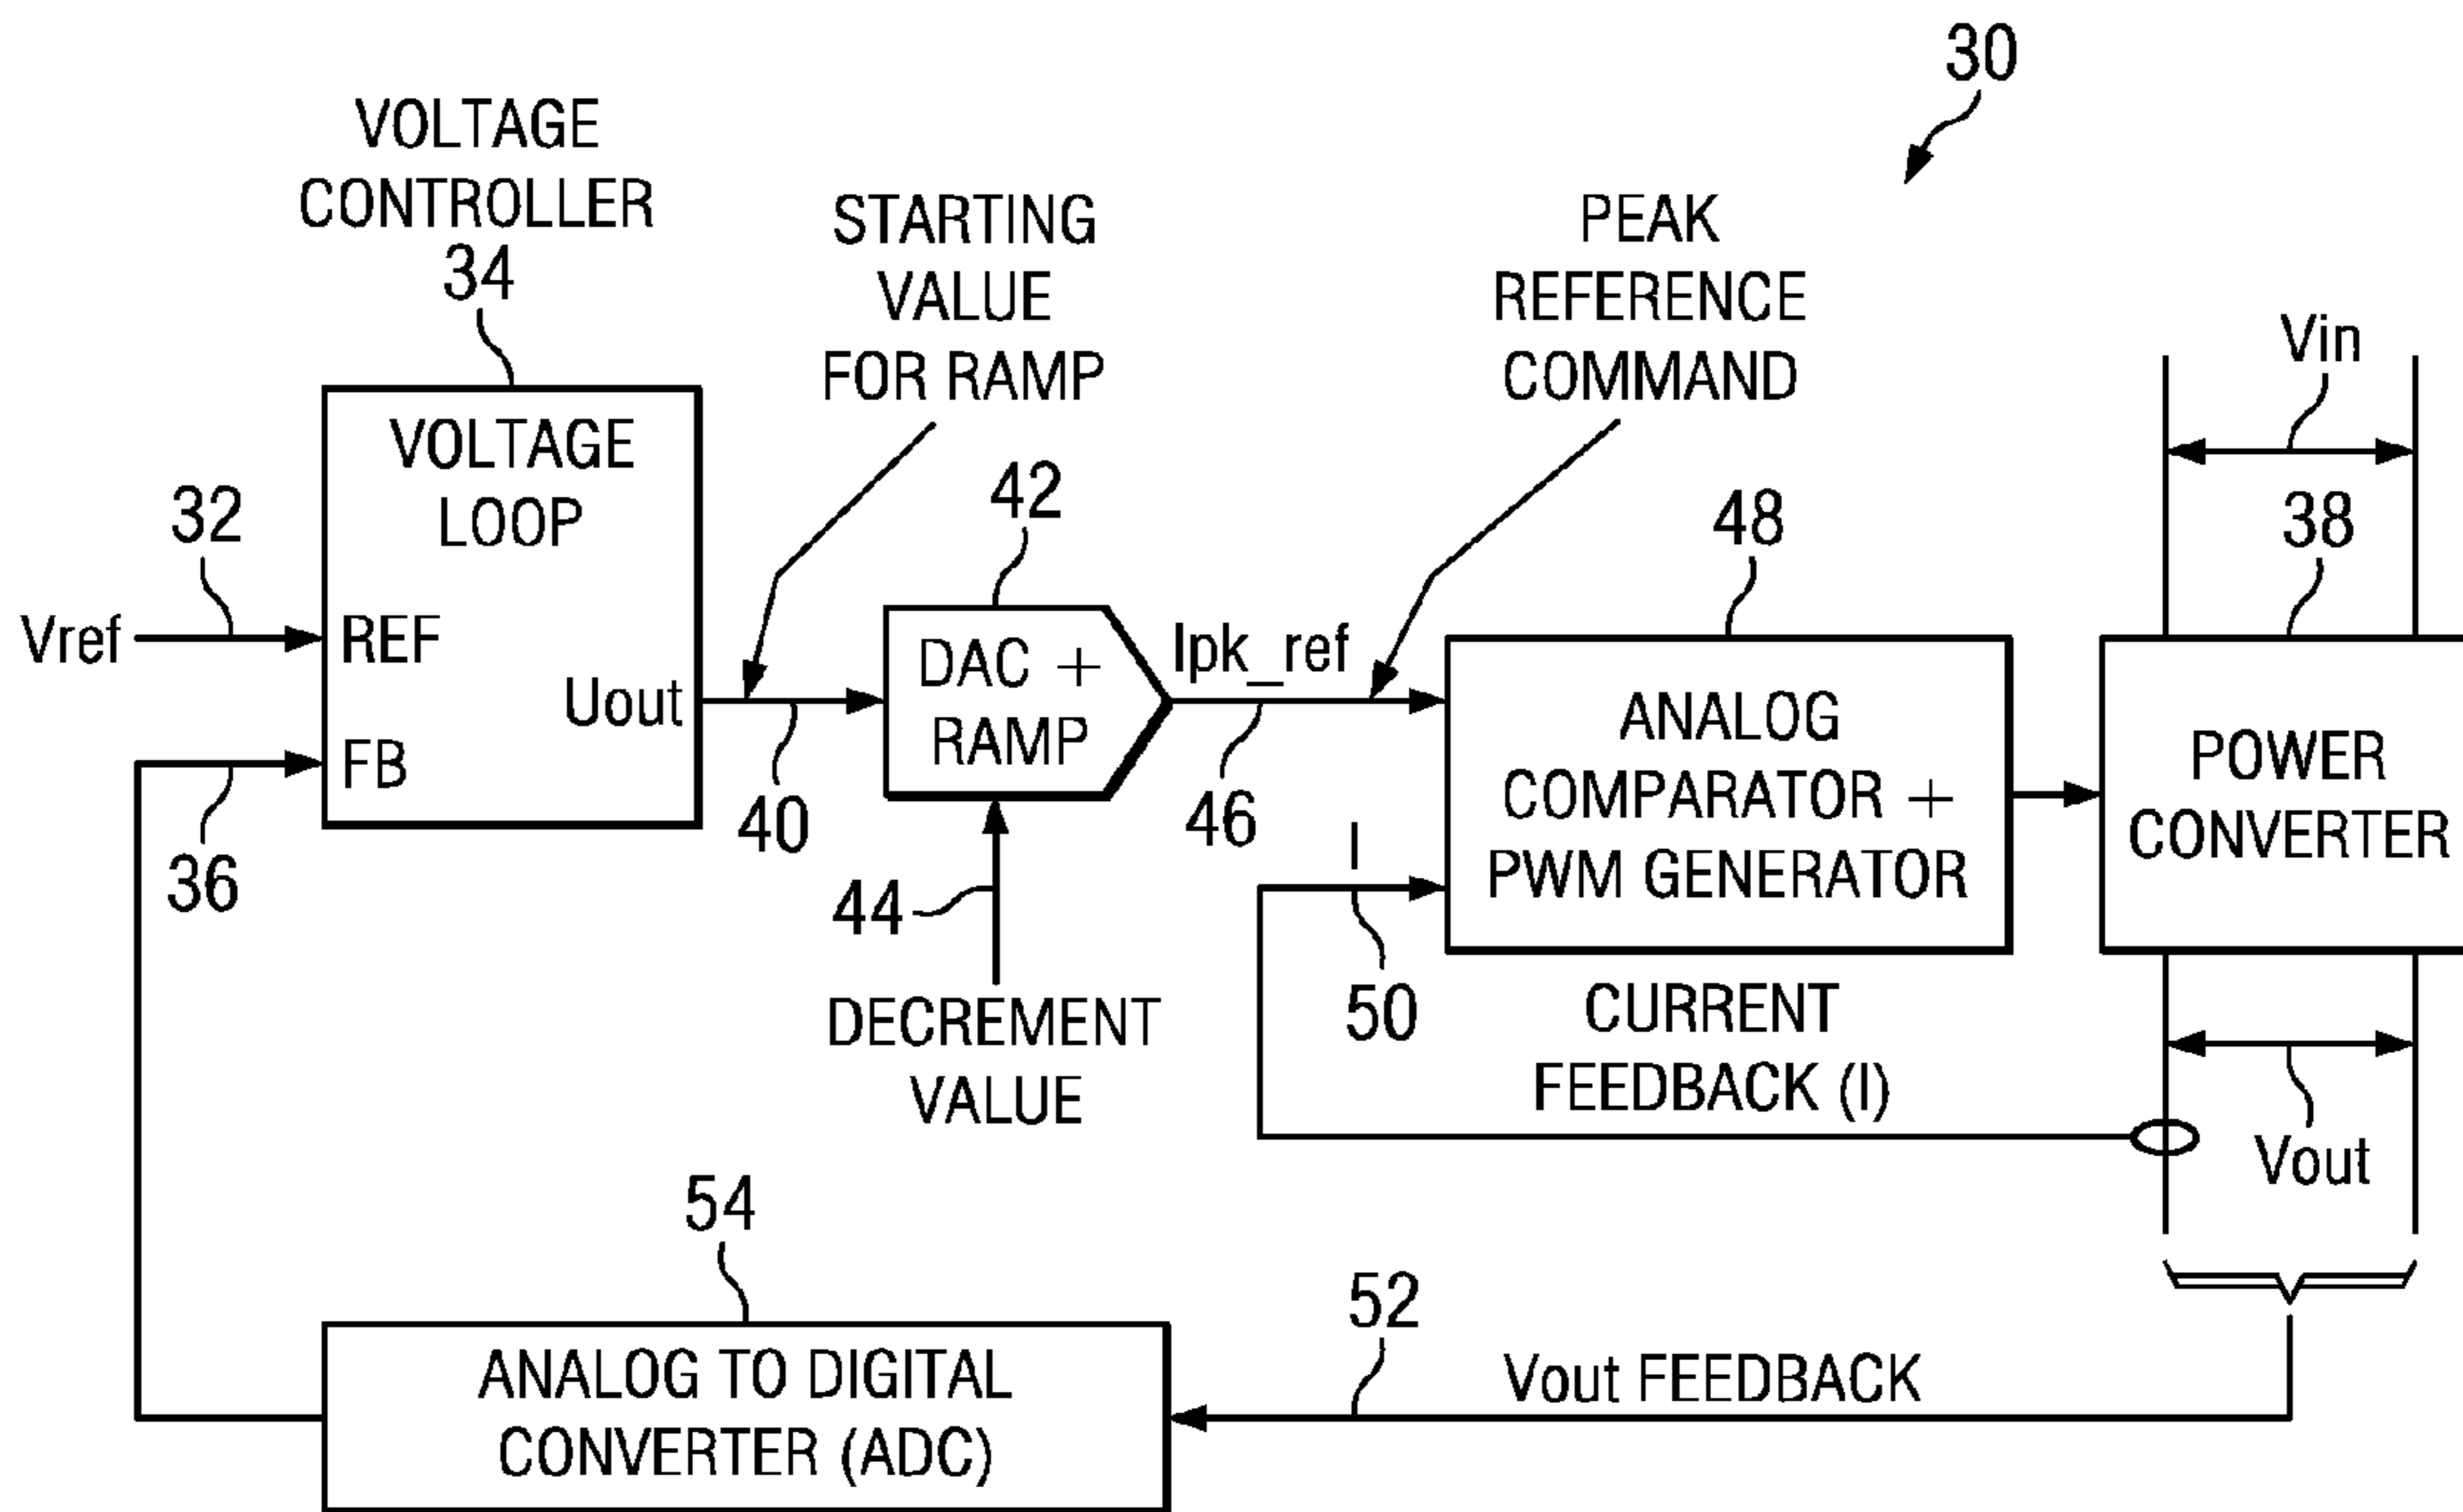 30
VOLTAGE
CONTROLLER
34
STARTING
VALUE
FOR RAMP
PEAK
REFERENCE
COMMAND
Vin
VOLTAGE
LOOP
32
42
48
38
Vref
REF
Uout
FB
36
40
DAC +
RAMP
Ipk_ref
46
44
DECREMENT
VALUE
I
50
ANALOG
COMPARATOR +
PWM GENERATOR
POWER
CONVERTER
CURRENT
FEEDBACK (I)
Vout
54
52
Vout FEEDBACK
ANALOG TO DIGITAL
CONVERTER (ADC)